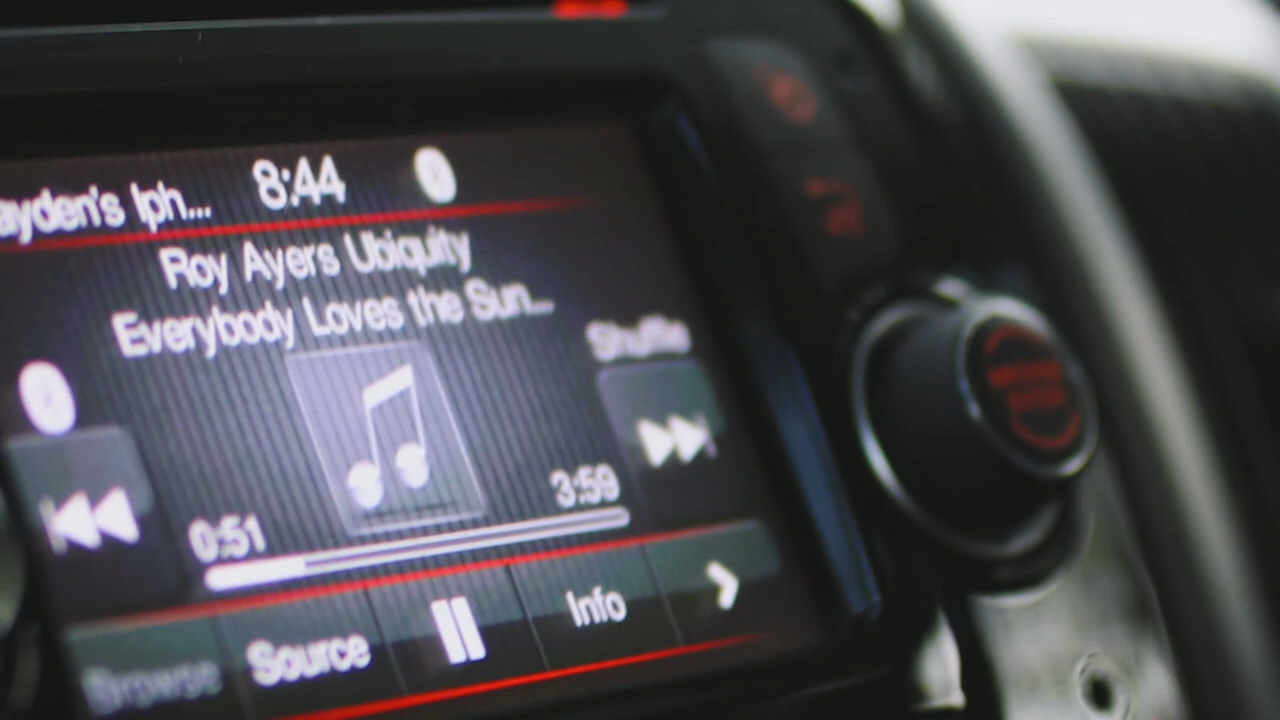 ayden's Iph... 8:44
Roy Ayers Ubiquity
Everybody Loves the Sun...
Shuffle
0:51 3:59
Browse Source Info